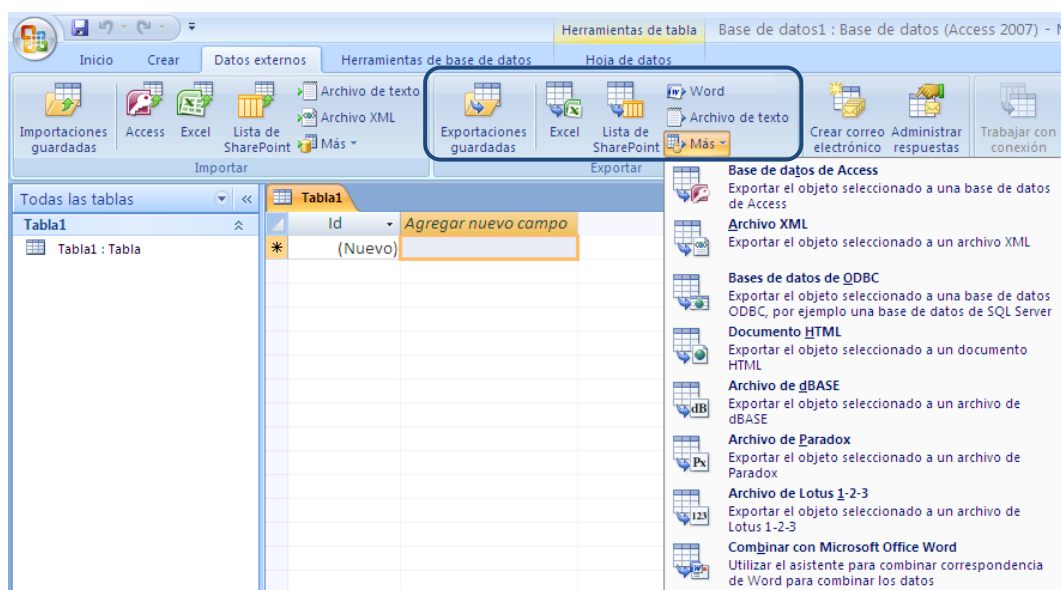 Herramientas de tabla
Base de datos1 : Base de datos (Access 2007) -
Inicio
Crear
Datos externos
Herramientas de base de datos
Hoja de datos
Importaciones
guardadas
Access
Excel
Lista de
SharePoint
Archivo de texto
Archivo XML
Más
Importar
Exportaciones
guardadas
Excel
Lista de
SharePoint
Word
Archivo de texto
Más
Exportar
Crear correo
electrónico
Administrar
respuestas
Trabajar con
conexión
Todas las tablas
«
Tabla1
Tabla1 : Tabla
Tabla1
Id
Agregar nuevo campo
(Nuevo)
Base de datos de Access
Exportar el objeto seleccionado a una base de datos
de Access
Archivo XML
Exportar el objeto seleccionado a un archivo XML
Bases de datos de ODBC
Exportar el objeto seleccionado a una base de datos
ODBC, por ejemplo una base de datos de SQL Server
Documento HTML
Exportar el objeto seleccionado a un documento
HTML
dB
Archivo de dBASE
Exportar el objeto seleccionado a un archivo de
dBASE
Px
Archivo de Paradox
Exportar el objeto seleccionado a un archivo de
Paradox
123
Archivo de Lotus 1-2-3
Exportar el objeto seleccionado a un archivo de
Lotus 1-2-3
Combinar con Microsoft Office Word
Utilizar el asistente para combinar correspondencia
de Word para combinar los datos